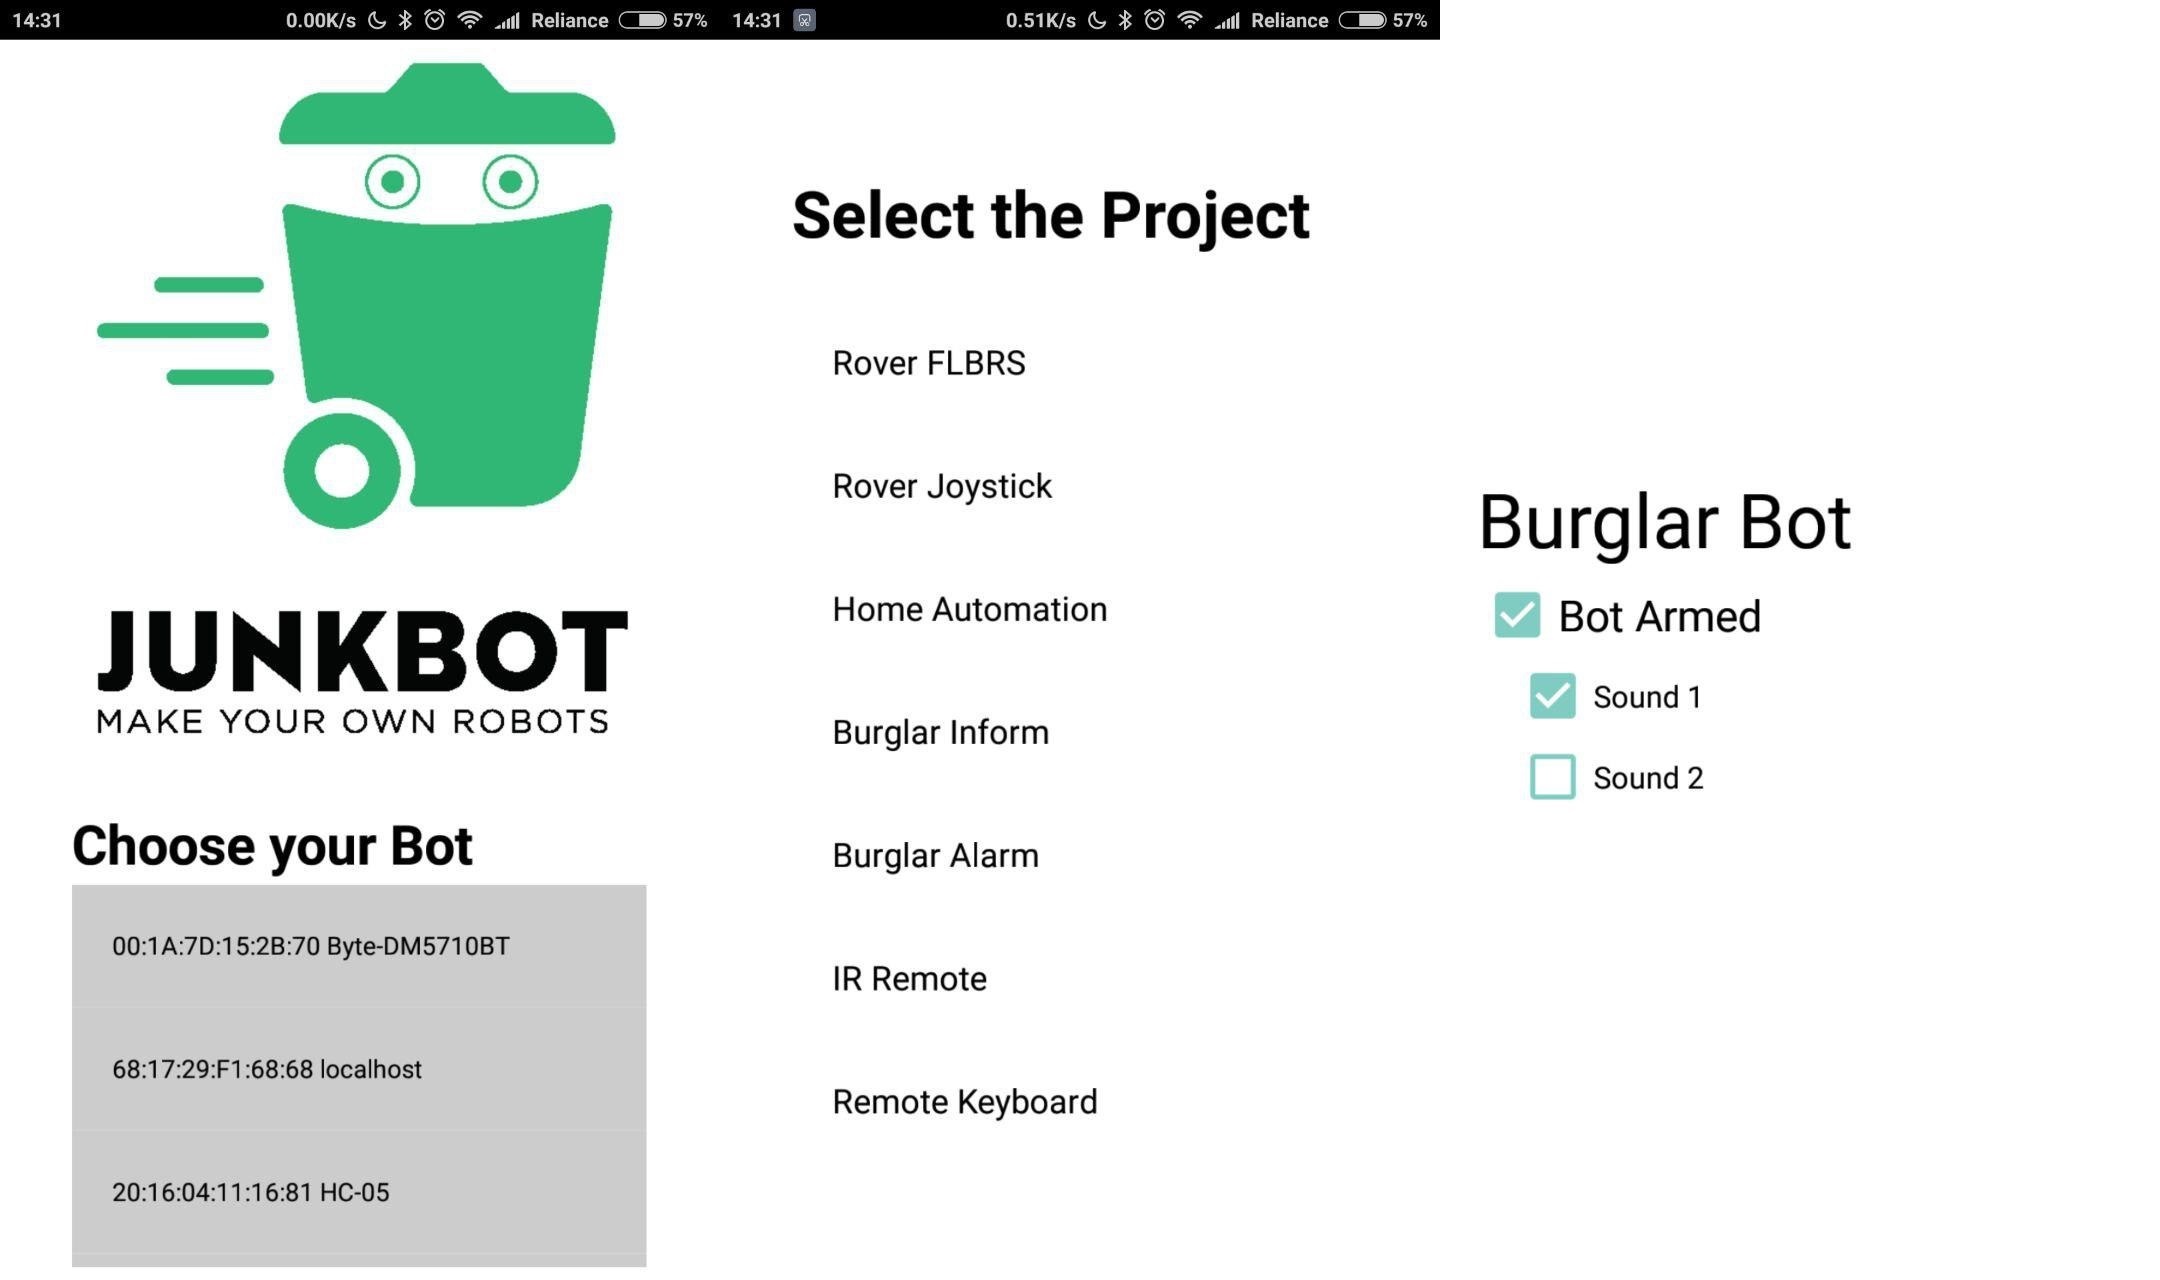 14:31 0.00K/s Reliance 57%
JUNKBOT
MAKE YOUR OWN ROBOTS
Choose your Bot
00:1A:7D:15:2B:70 Byte-DM5710BT
68:17:29:F1:68:68 localhost
20:16:04:11:16:81 HC-05
14:31 0.51K/s Reliance 57%
Select the Project
Rover FLBRS
Rover Joystick
Home Automation
Burglar Inform
Burglar Alarm
IR Remote
Remote Keyboard
Burglar Bot
Bot Armed
Sound 1
Sound 2